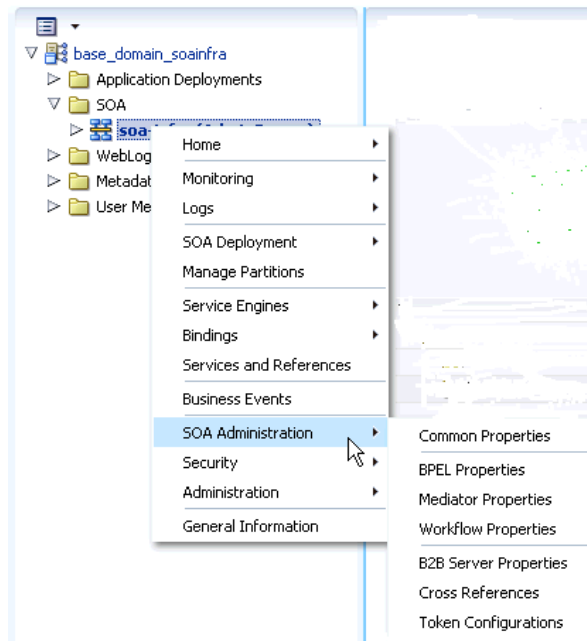 base_domain_soainfra
Application Deployments
SOA
Home
WebLog
Monitoring
Metadat
Logs
User Me
SOA Deployment
Manage Partitions
Service Engines
Bindings
Services and References
Business Events
SOA Administration
Security
Administration
General Information
Common Properties
BPEL Properties
Mediator Properties
Workflow Properties
B2B Server Properties
Cross References
Token Configurations